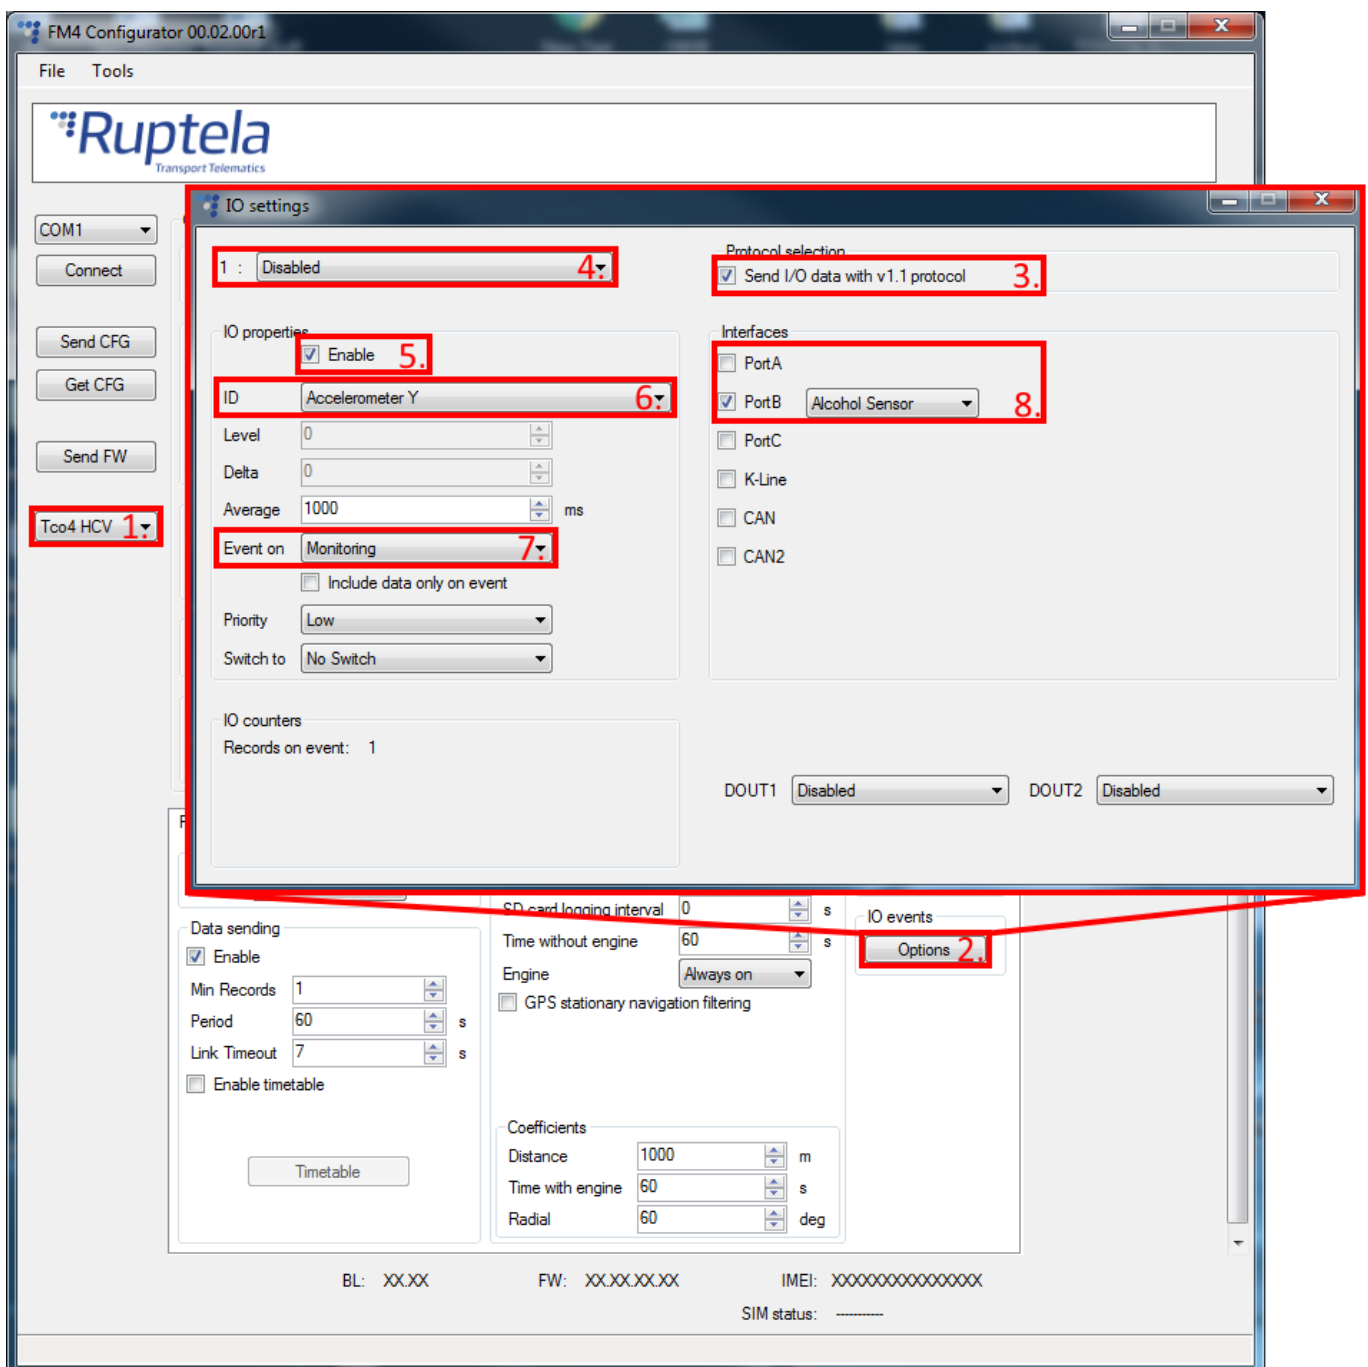 FM4 Configurator 00.02.00r1
File Tools
Ruptela
Transport Telematics
COM1
Connect
Send CFG
Get CFG
Send FW
Tco4 HCV 1.
IO settings
1 : Disabled 4.
Protocol selection
Send I/O data with v1.1 protocol 3.
IO properties
Enable 5.
ID Accelerometer Y 6.
Level 0
Delta 0
Average 1000 ms
Event on Monitoring 7.
Include data only on event
Priority Low
Switch to No Switch
Interfaces
PortA
PortB Alcohol Sensor 8.
PortC
K-Line
CAN
CAN2
IO counters
Records on event: 1
DOUT1 Disabled DOUT2 Disabled
Data sending
Enable
Min Records 1
Period 60 s
Link Timeout 7 s
Enable timetable
Timetable
SD card logging interval 0 s
Time without engine 60 s
Engine Always on
GPS stationary navigation filtering
Coefficients
Distance 1000 m
Time with engine 60 s
Radial 60 deg
IO events
Options 2.
BL: XX.XX FW: XX.XX.XX.XX IMEI: XXXXXXXXXXXXXXX
SIM status: -----------